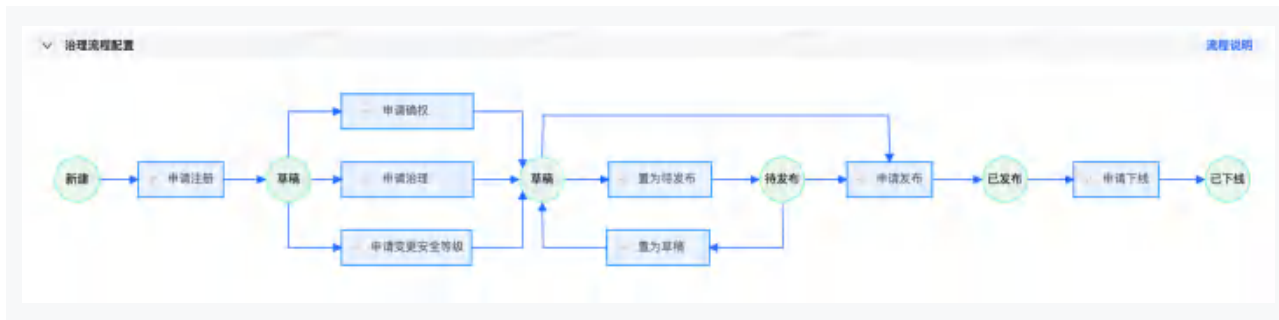 治理流程配置
流程说明
新建
申请注册
草稿
申请确权
申请治理
申请变更安全等级
草稿
置为待发布
置为草稿
待发布
申请发布
已发布
申请下线
已下线